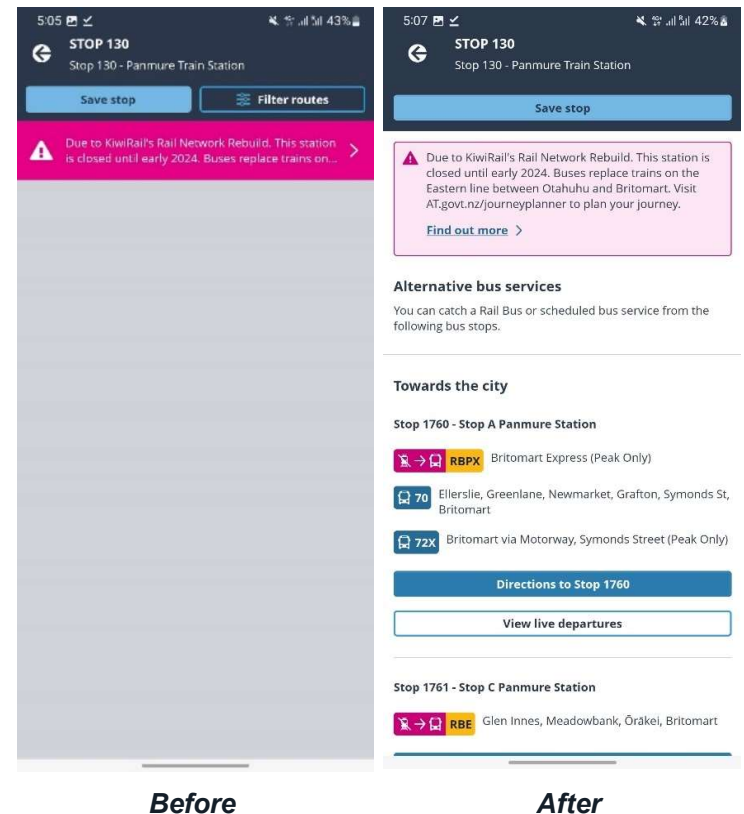 5:05
43%
STOP 130
Stop 130 - Panmure Train Station
Save stop
Filter routes
Due to KiwiRail's Rail Network Rebuild. This station
is closed until early 2024. Buses replace trains on...
Before
5:07
42%
STOP 130
Stop 130 - Panmure Train Station
Save stop
Due to KiwiRail's Rail Network Rebuild. This station is
closed until early 2024. Buses replace trains on the
Eastern line between Otahuhu and Britomart. Visit
AT.govt.nz/journeyplanner to plan your journey.
Find out more
Alternative bus services
You can catch a Rail Bus or scheduled bus service from the
following bus stops.
Towards the city
Stop 1760 - Stop A Panmure Station
RBPX Britomart Express (Peak Only)
70 Ellerslie, Greenlane, Newmarket, Grafton, Symonds St,
Britomart
72X Britomart via Motorway, Symonds Street (Peak Only)
Directions to Stop 1760
View live departures
Stop 1761 - Stop C Panmure Station
RBE Glen Innes, Meadowbank, Ōrākei, Britomart
After